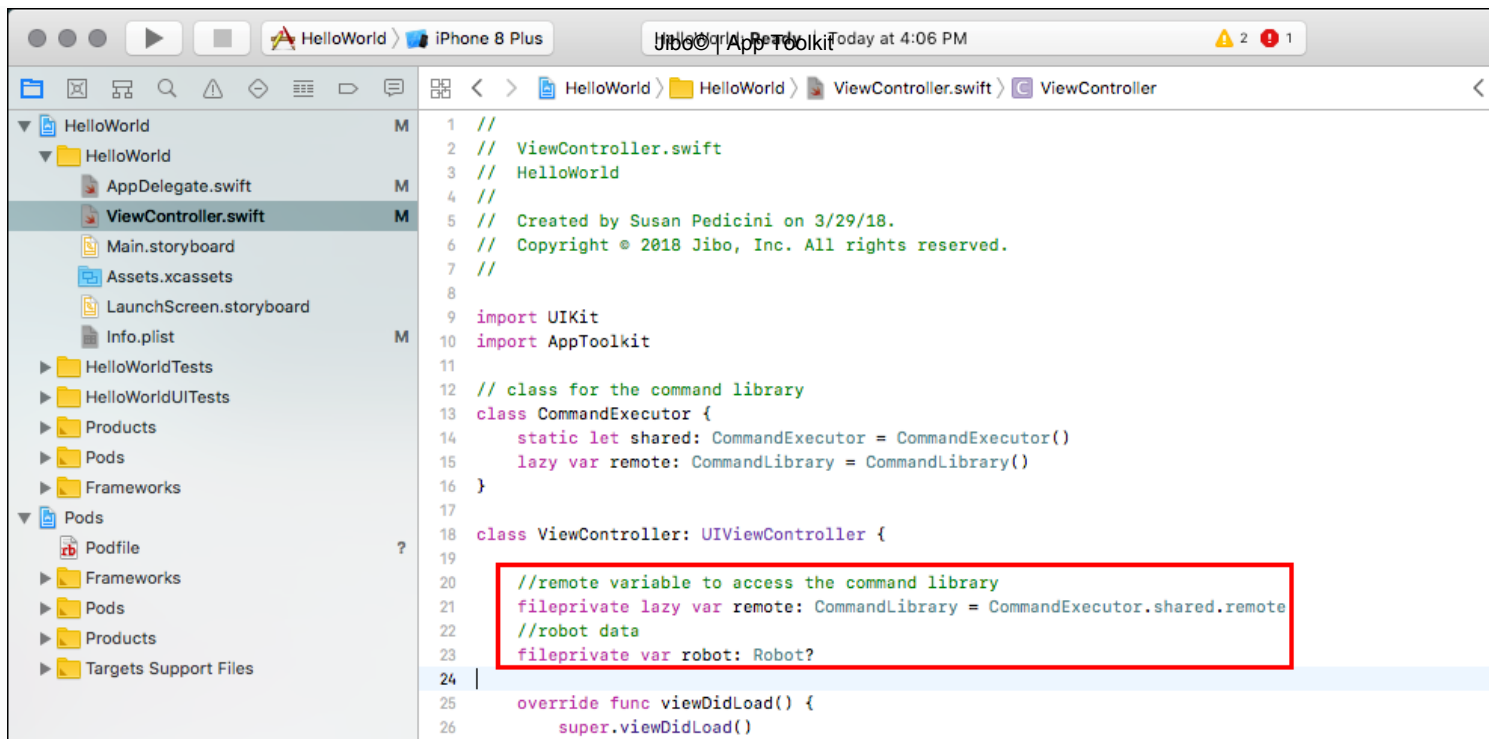 HelloWorld 〉 iPhone 8 Plus
HelloWorld: Ready | Today at 4:06 PM
Jibo© | App Toolkit
2 1
HelloWorld 〉 HelloWorld 〉 ViewController.swift 〉 C ViewController
HelloWorld M
HelloWorld
AppDelegate.swift M
ViewController.swift M
Main.storyboard
Assets.xcassets
LaunchScreen.storyboard
Info.plist M
HelloWorldTests
HelloWorldUITests
Products
Pods
Frameworks
Pods
rb Podfile ?
Frameworks
Pods
Products
Targets Support Files
1 //
2 //  ViewController.swift
3 //  HelloWorld
4 //
5 //  Created by Susan Pedicini on 3/29/18.
6 //  Copyright © 2018 Jibo, Inc. All rights reserved.
7 //
8
9 import UIKit
10 import AppToolkit
11
12 // class for the command library
13 class CommandExecutor {
14     static let shared: CommandExecutor = CommandExecutor()
15     lazy var remote: CommandLibrary = CommandLibrary()
16 }
17
18 class ViewController: UIViewController {
19
20     //remote variable to access the command library
21     fileprivate lazy var remote: CommandLibrary = CommandExecutor.shared.remote
22     //robot data
23     fileprivate var robot: Robot?
24
25     override func viewDidLoad() {
26         super.viewDidLoad()